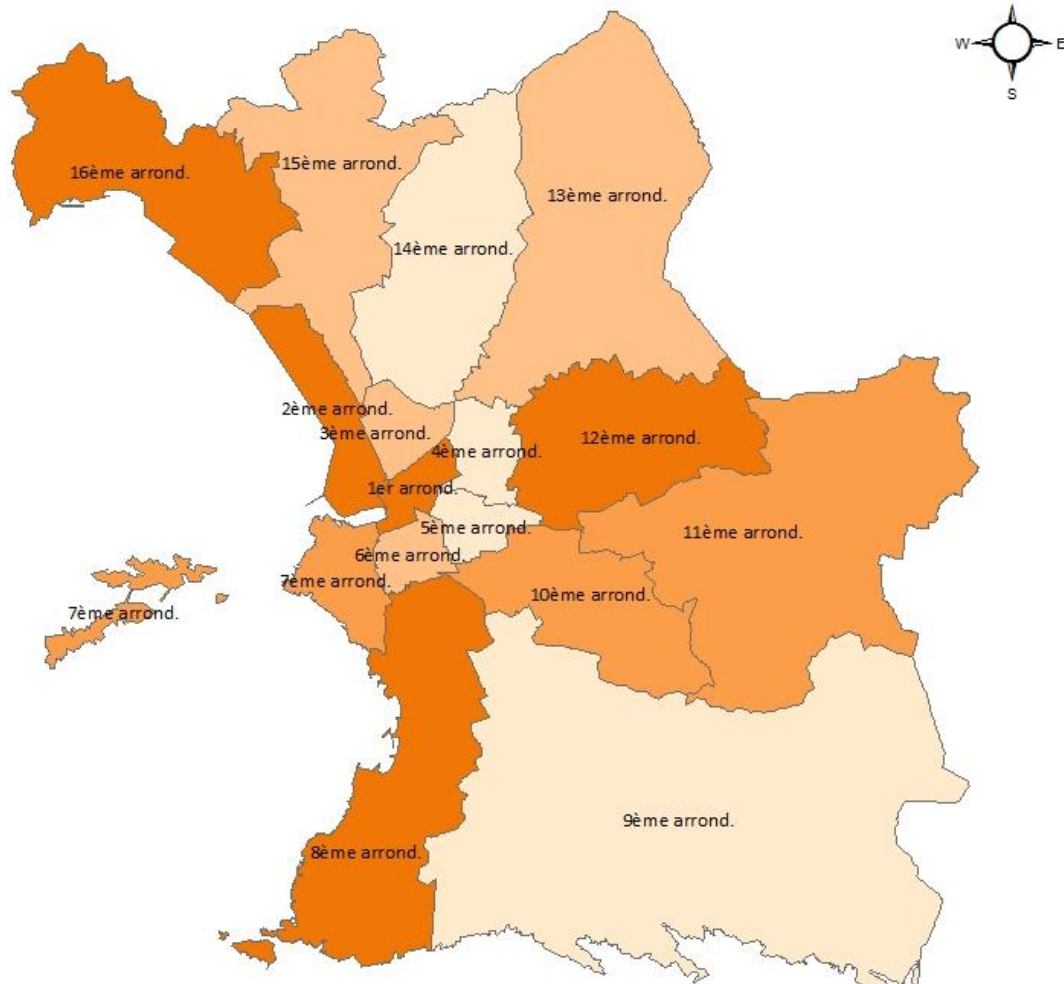 W E
S
16ème arrond.
15ème arrond.
13ème arrond.
14ème arrond.
2ème arrond.
3ème arrond.
12ème arrond.
4ème arrond.
1er arrond.
5ème arrond.
11ème arrond.
6ème arrond.
7ème arrond.
10ème arrond.
7ème arrond.
9ème arrond.
8ème arrond.